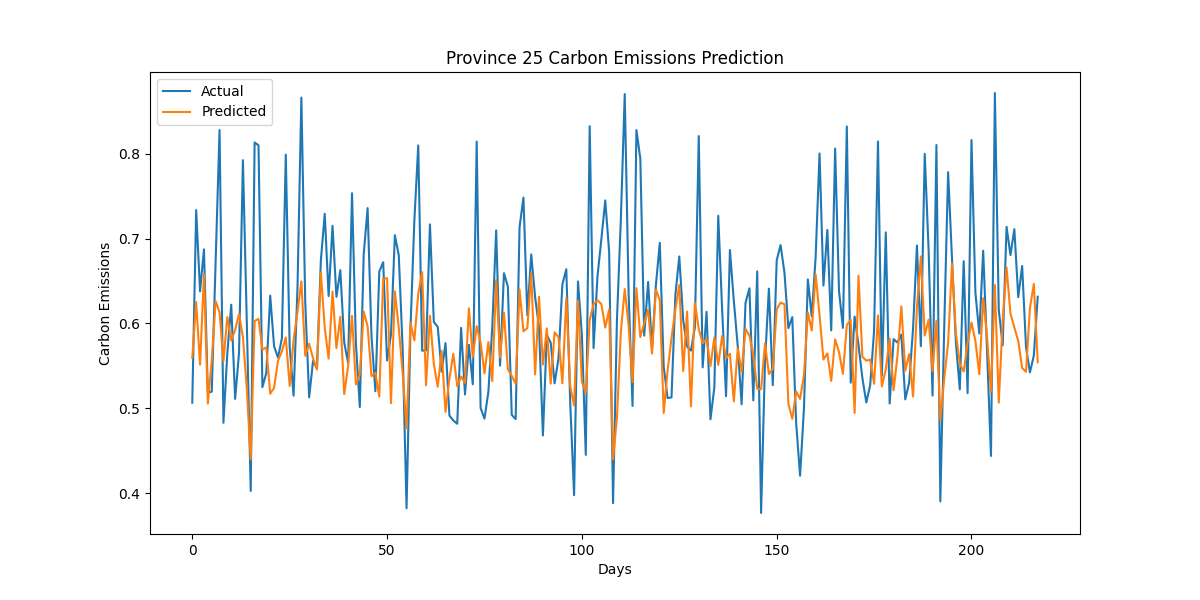 Province 25 Carbon Emissions Prediction
Actual
Predicted
Carbon Emissions
0.8
0.7
0.6
0.5
0.4
0 50 100 150 200
Days